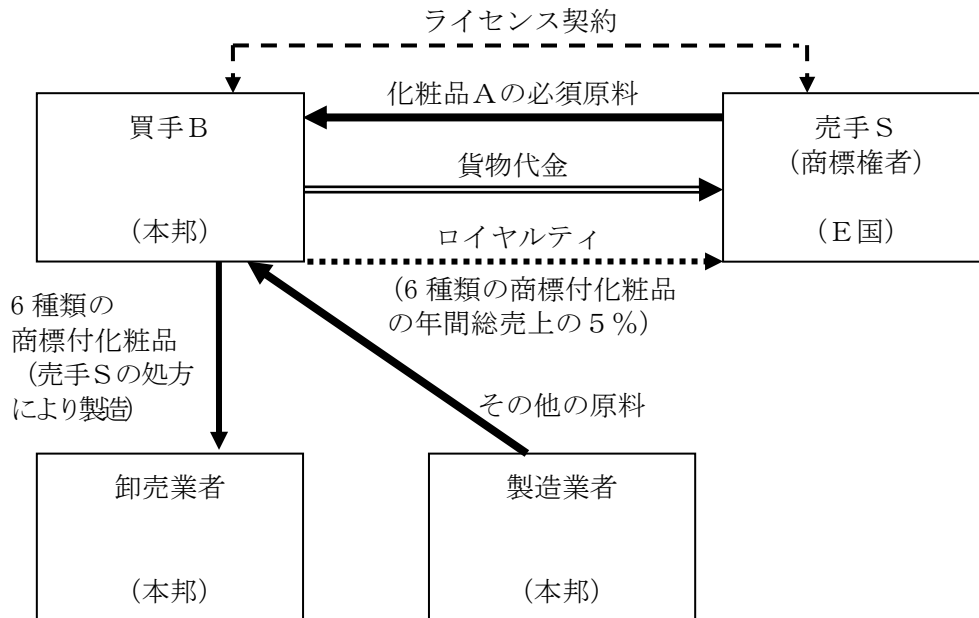 ライセンス契約
化粧品Ａの必須原料
買手Ｂ
（本邦）
売手Ｓ
（商標権者）
（Ｅ国）
貨物代金
ロイヤルティ
（6 種類の商標付化粧品
の年間総売上の５％）
6 種類の
商標付化粧品
（売手Ｓの処方
により製造）
その他の原料
卸売業者
（本邦）
製造業者
（本邦）